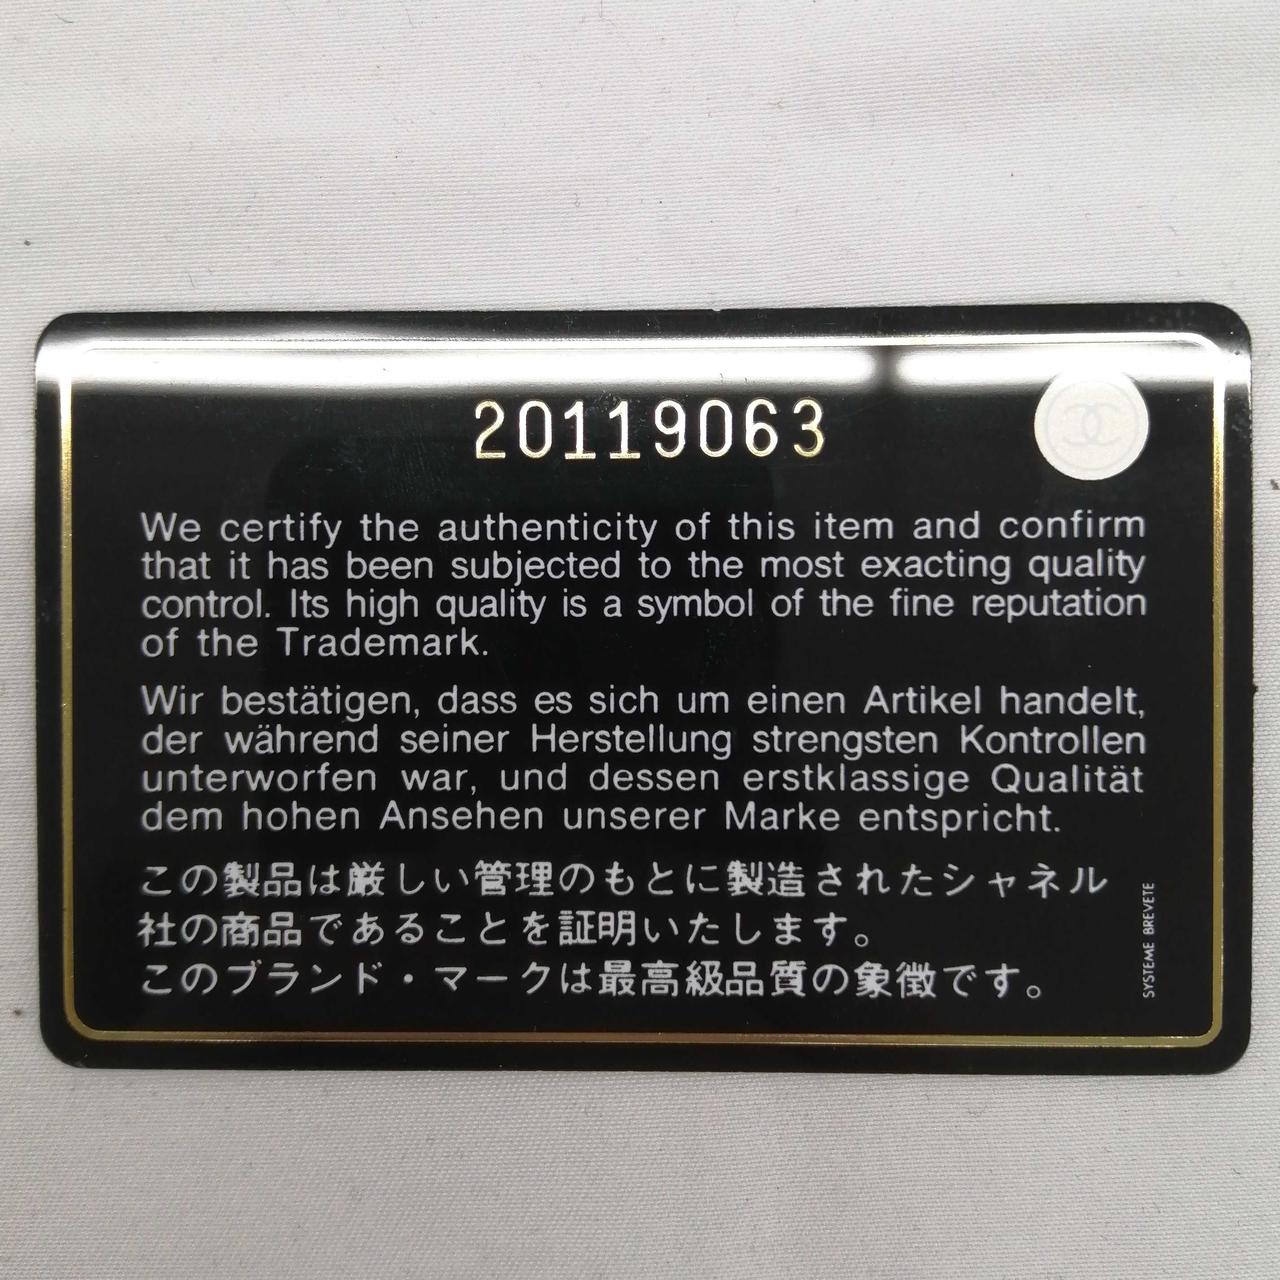 20119063
We certify the authenticity of this item and confirm
that it has been subjected to the most exacting quality
control. Its high quality is a symbol of the fine reputation
of the Trademark.
Wir bestätigen, dass es sich um einen Artikel handelt,
der während seiner Herstellung strengsten Kontrollen
unterworfen war, und dessen erstklassige Qualität
dem hohen Ansehen unserer Marke entspricht.
この製品は厳しい管理のもとに製造されたシャネル
社の商品であることを証明いたします。
このブランド・マークは最高級品質の象徴です。
SYSTEME BREVETE